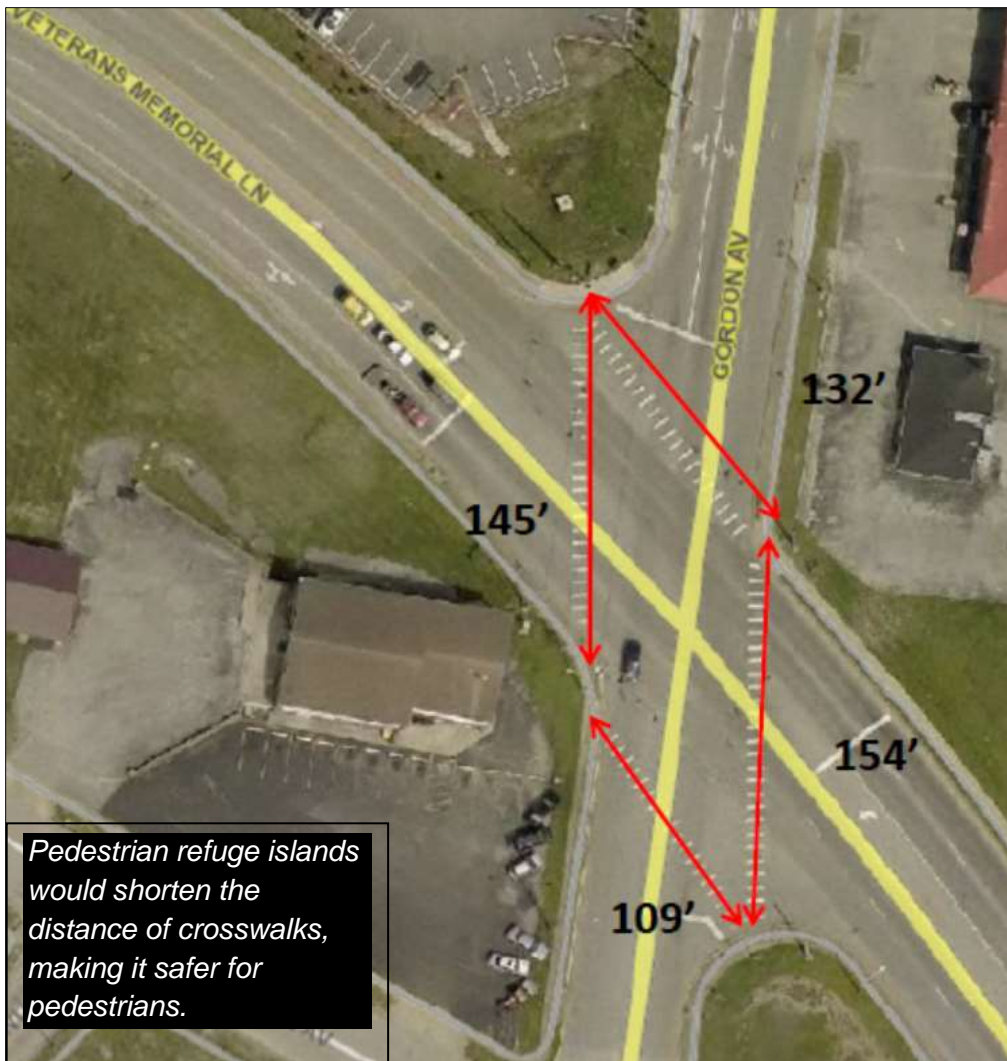 VETERANS MEMORIAL LN
GORDON AV
132’
145’
154’
109’
Pedestrian refuge islands
would shorten the
distance of crosswalks,
making it safer for
pedestrians.